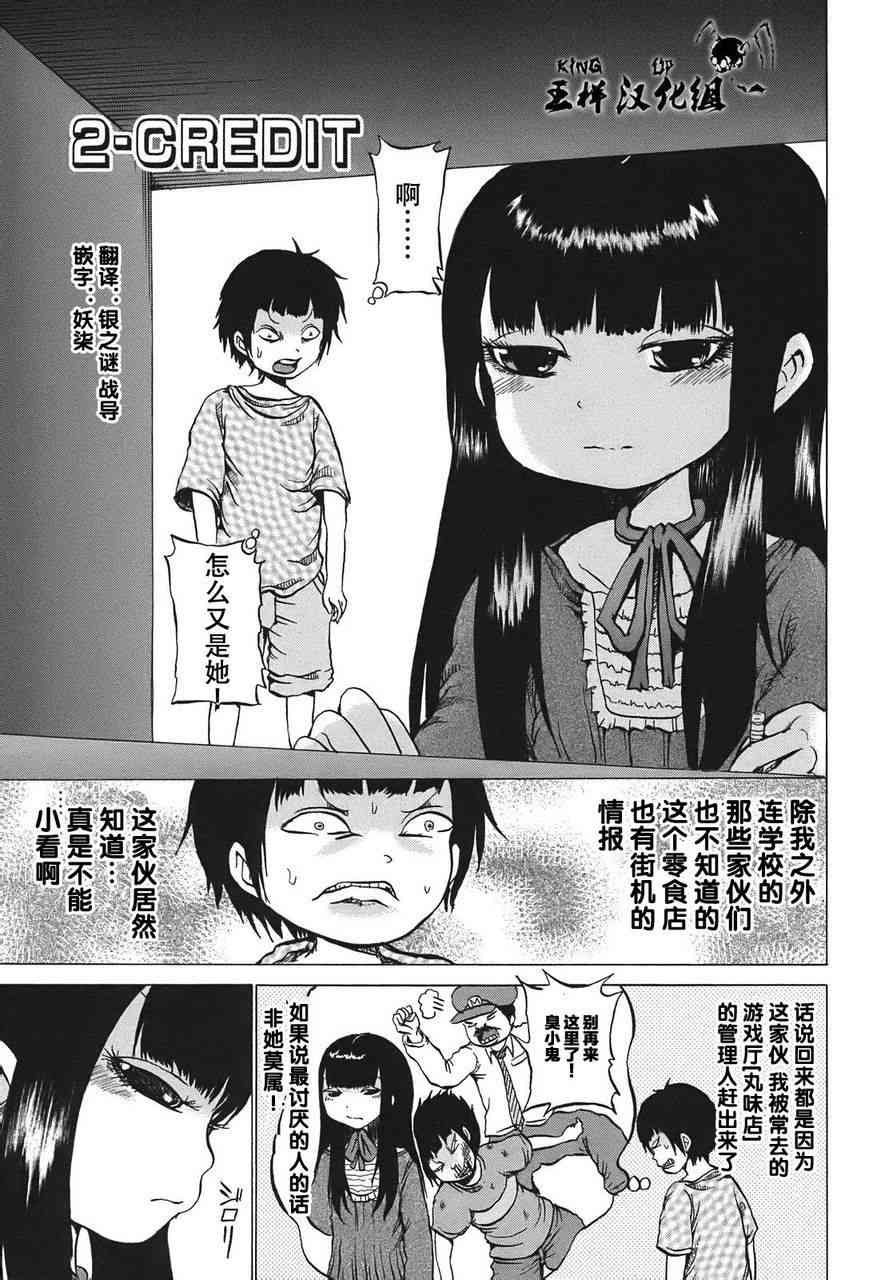 KING UP
王样汉化组
2-CREDIT
啊……
翻译：银之谜 战导
嵌字：妖柒
怎么又是她！
除我之外
连学校的
那些家伙们
也不知道的
这个零食店
也有街机的
情报
这家伙居然
知道…
真是不能
小看啊
…
话说回来都是因为
这家伙 我被常去的
游戏厅[丸味店]
的管理人赶出来了
别再来
这里了！
臭小鬼
M
如果说最讨厌的人的话
非她莫属！
ジロリ